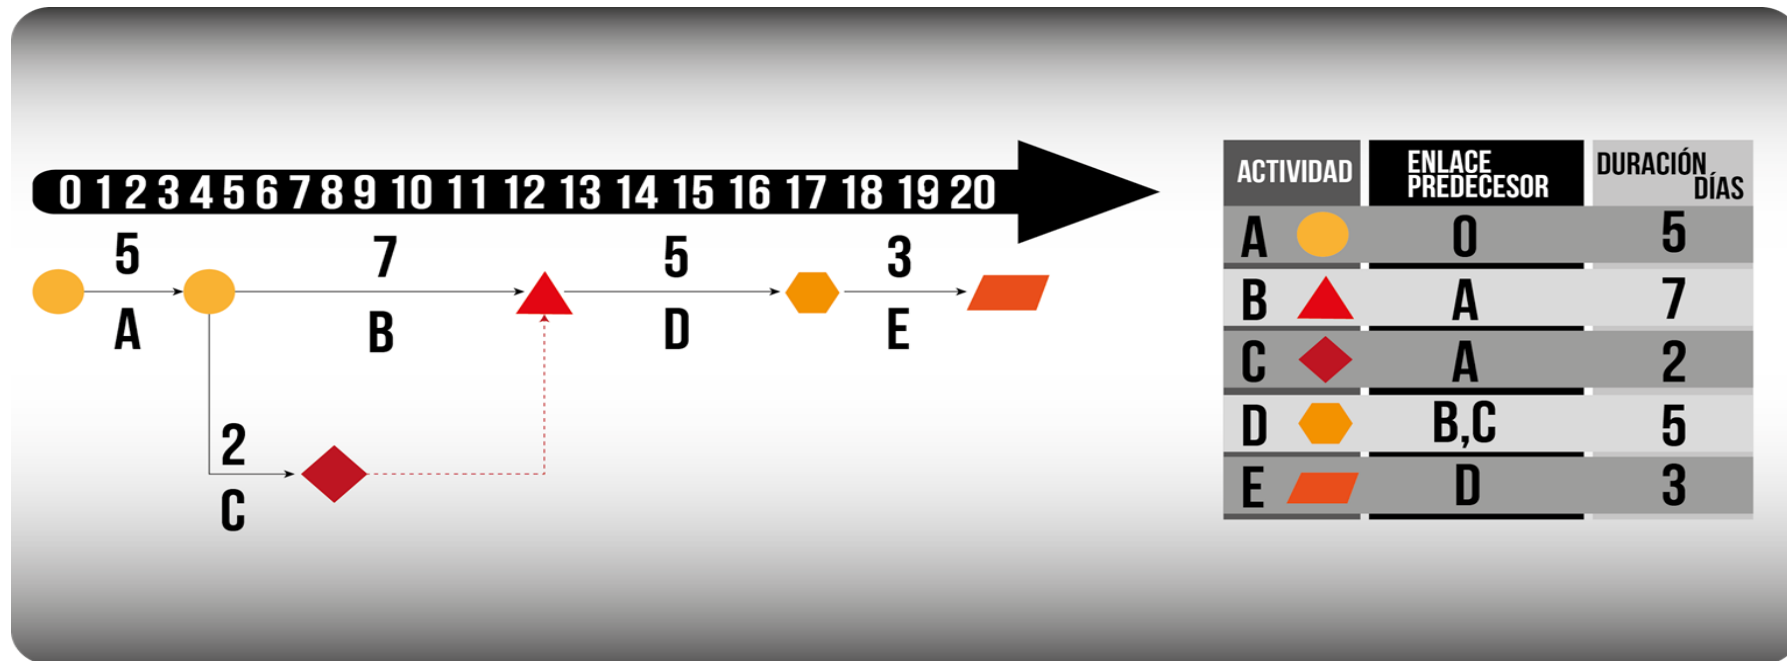 0 1 2 3 4 5 6 7 8 9 10 11 12 13 14 15 16 17 18 19 20
5 7 5 3
A B D E
2
C
ACTIVIDAD ENLACE PREDECESOR DURACIÓN DÍAS
A 0 5
B A 7
C A 2
D B,C 5
E D 3